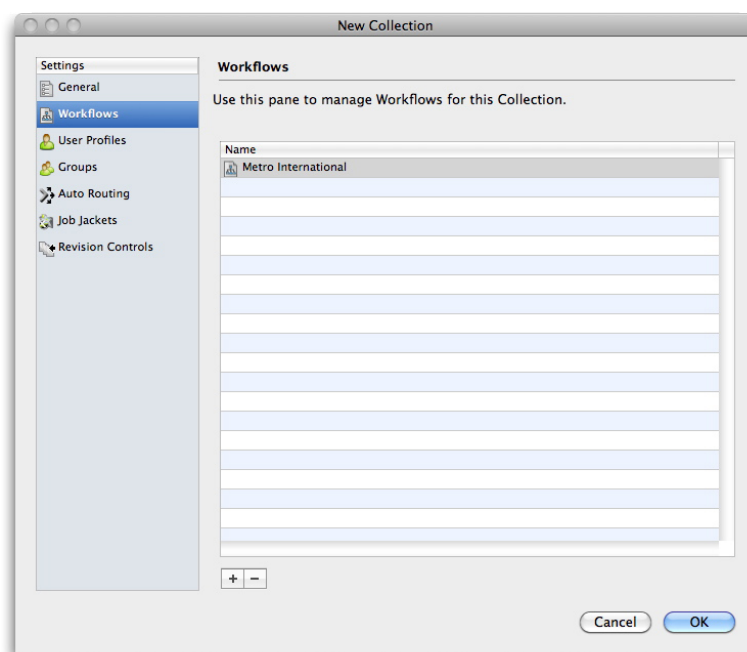 New Collection
Settings
General
Workflows
User Profiles
Groups
Auto Routing
Job Jackets
Revision Controls
Workflows
Use this pane to manage Workflows for this Collection.
Name
Metro International
+ −
Cancel OK